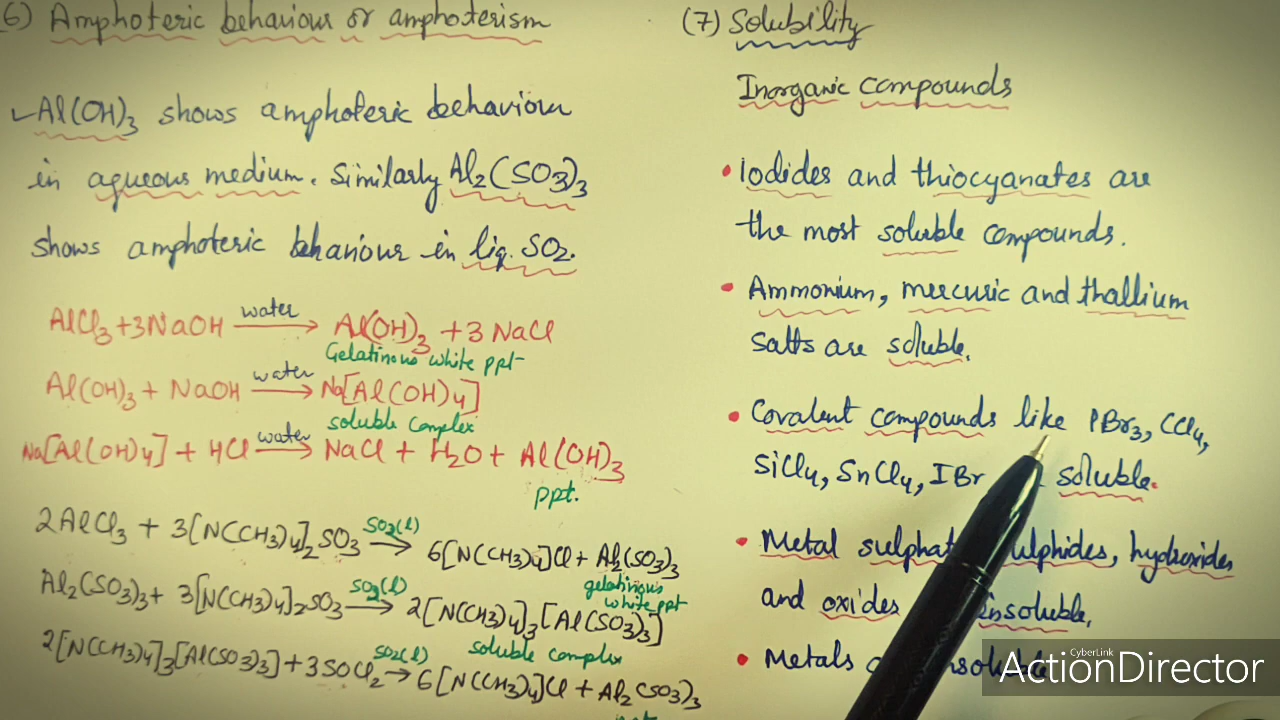 6) Amphoteric behaviour or amphoterism
Al(OH)3 shows amphoteric behaviour
in aqueous medium. Similarly Al2(SO3)3
shows amphoteric behaviour in liq. SO2.
AlCl3 + 3NaOH water → Al(OH)3 + 3 NaCl
Gelatinous white ppt
Al(OH)3 + NaOH water → Na[Al(OH)4]
soluble complex
Na[Al(OH)4] + HCl water → NaCl + H2O + Al(OH)3
ppt.
2AlCl3 + 3[N(CH3)4]2SO3 SO2(l) → 6[N(CH3)4]Cl + Al2(SO3)3
gelatinous
white ppt
Al2(SO3)3 + 3[N(CH3)4]2SO3 SO2(l) → 2[N(CH3)4]3[Al(SO3)3]
soluble complex
2[N(CH3)4]3[Al(SO3)3] + 3SOCl2 SO2(l) → 6[N(CH3)4]Cl + Al2(SO3)3
(7) Solubility
Inorganic compounds
• Iodides and thiocyanates are
the most soluble compounds.
• Ammonium, mercuric and thallium
salts are soluble.
• Covalent compounds like PBr3, CCl4,
SiCl4, SnCl4, IBr soluble.
• Metal sulphat ulphides, hydroxides
and oxides insoluble.
• Metals
CyberLink
ActionDirector